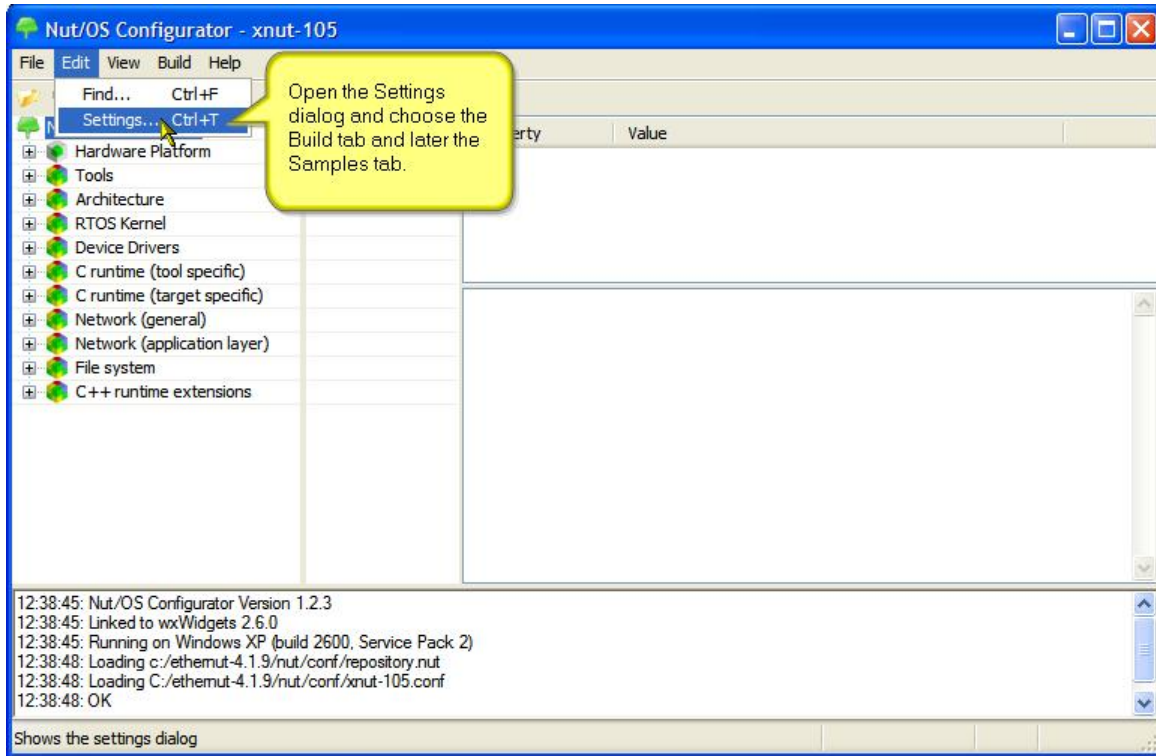 Nut/OS Configurator - xnut-105
File Edit View Build Help
Find... Ctrl+F
Settings... Ctrl+T
Open the Settings
dialog and choose the
Build tab and later the
Samples tab.
Value
Hardware Platform
Tools
Architecture
RTOS Kernel
Device Drivers
C runtime (tool specific)
C runtime (target specific)
Network (general)
Network (application layer)
File system
C++ runtime extensions
12:38:45: Nut/OS Configurator Version 1.2.3
12:38:45: Linked to wxWidgets 2.6.0
12:38:45: Running on Windows XP (build 2600, Service Pack 2)
12:38:48: Loading c:/ethernut-4.1.9/nut/conf/repository.nut
12:38:48: Loading C:/ethernut-4.1.9/nut/conf/xnut-105.conf
12:38:48: OK
Shows the settings dialog